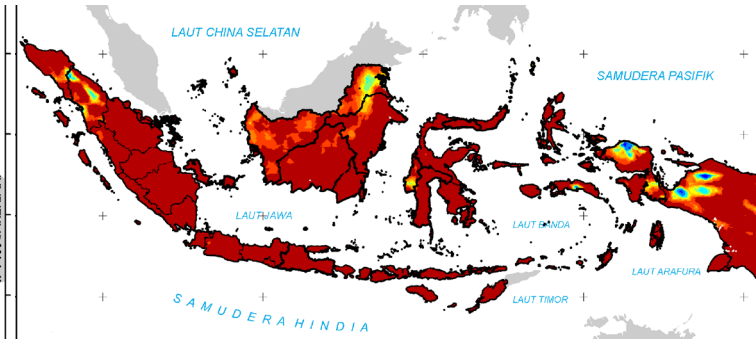 LAUT CHINA SELATAN
SAMUDERA PASIFIK
LAUT JAWA
LAUT BANDA
LAUT ARAFURA
LAUT TIMOR
SAMUDERA HINDIA